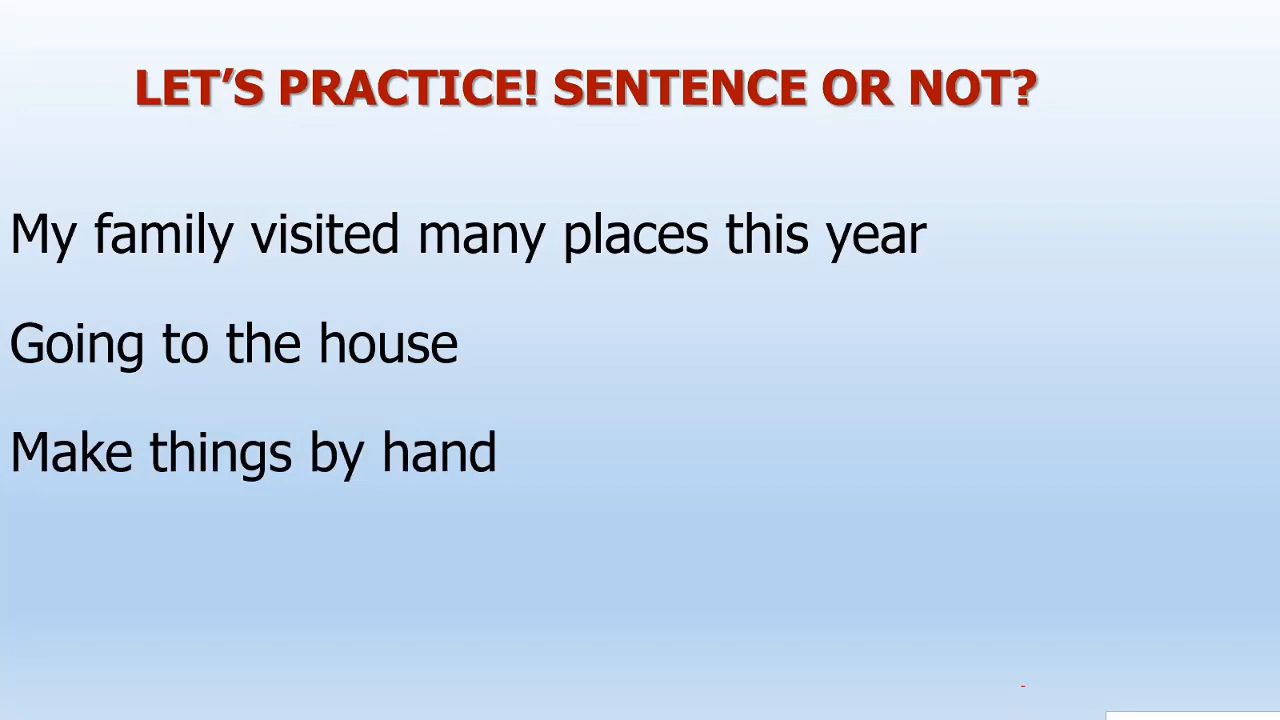 LET’S PRACTICE! SENTENCE OR NOT?
My family visited many places this year
Going to the house
Make things by hand